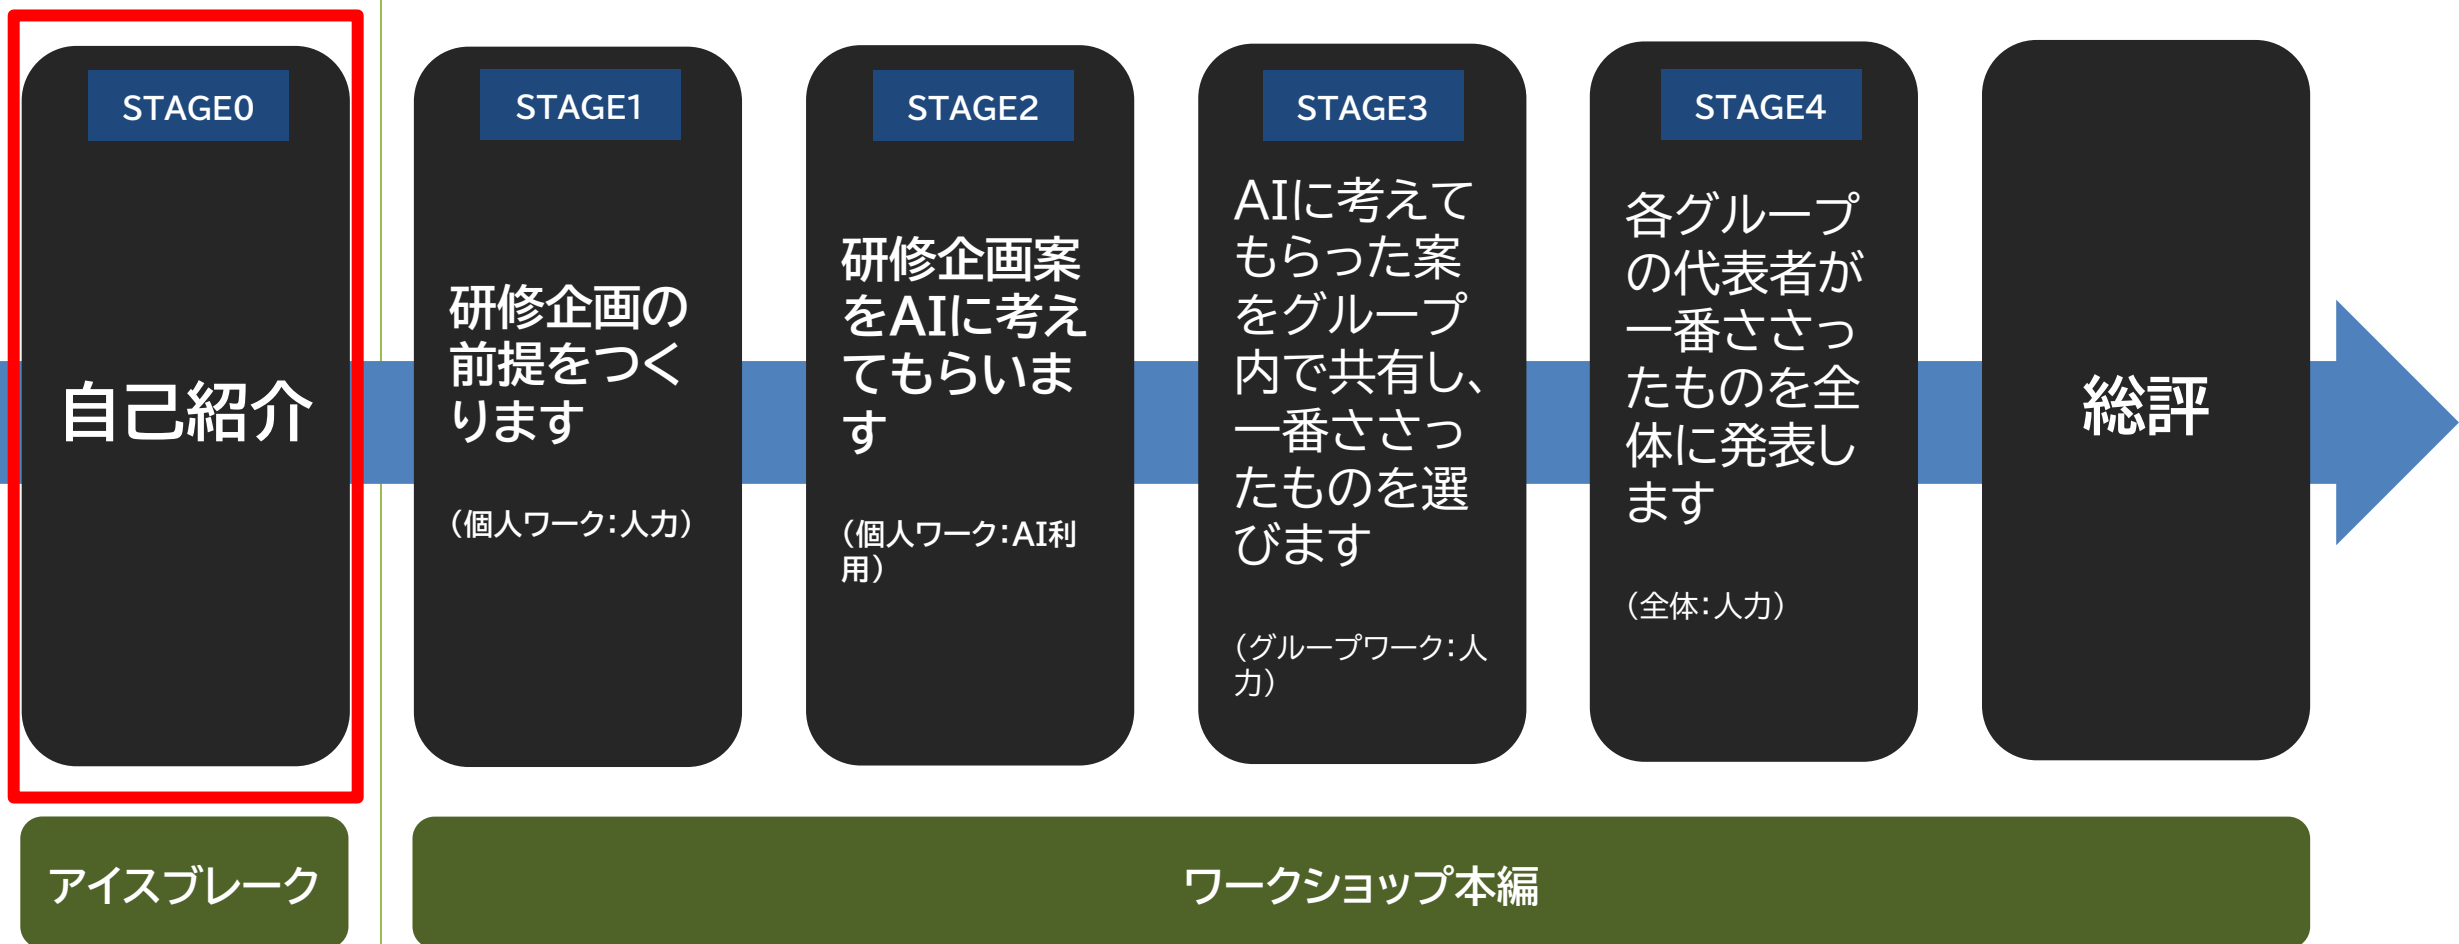 STAGE0
自己紹介
STAGE1
研修企画の
前提をつく
ります
（個人ワーク：人力）
STAGE2
研修企画案
をAIに考え
てもらいま
す
（個人ワーク：AI利
用）
STAGE3
AIに考えて
もらった案
をグループ
内で共有し、
一番ささっ
たものを選
びます
（グループワーク：人
力）
STAGE4
各グループ
の代表者が
一番ささっ
たものを全
体に発表し
ます
（全体：人力）
総評
アイスブレーク
ワークショップ本編